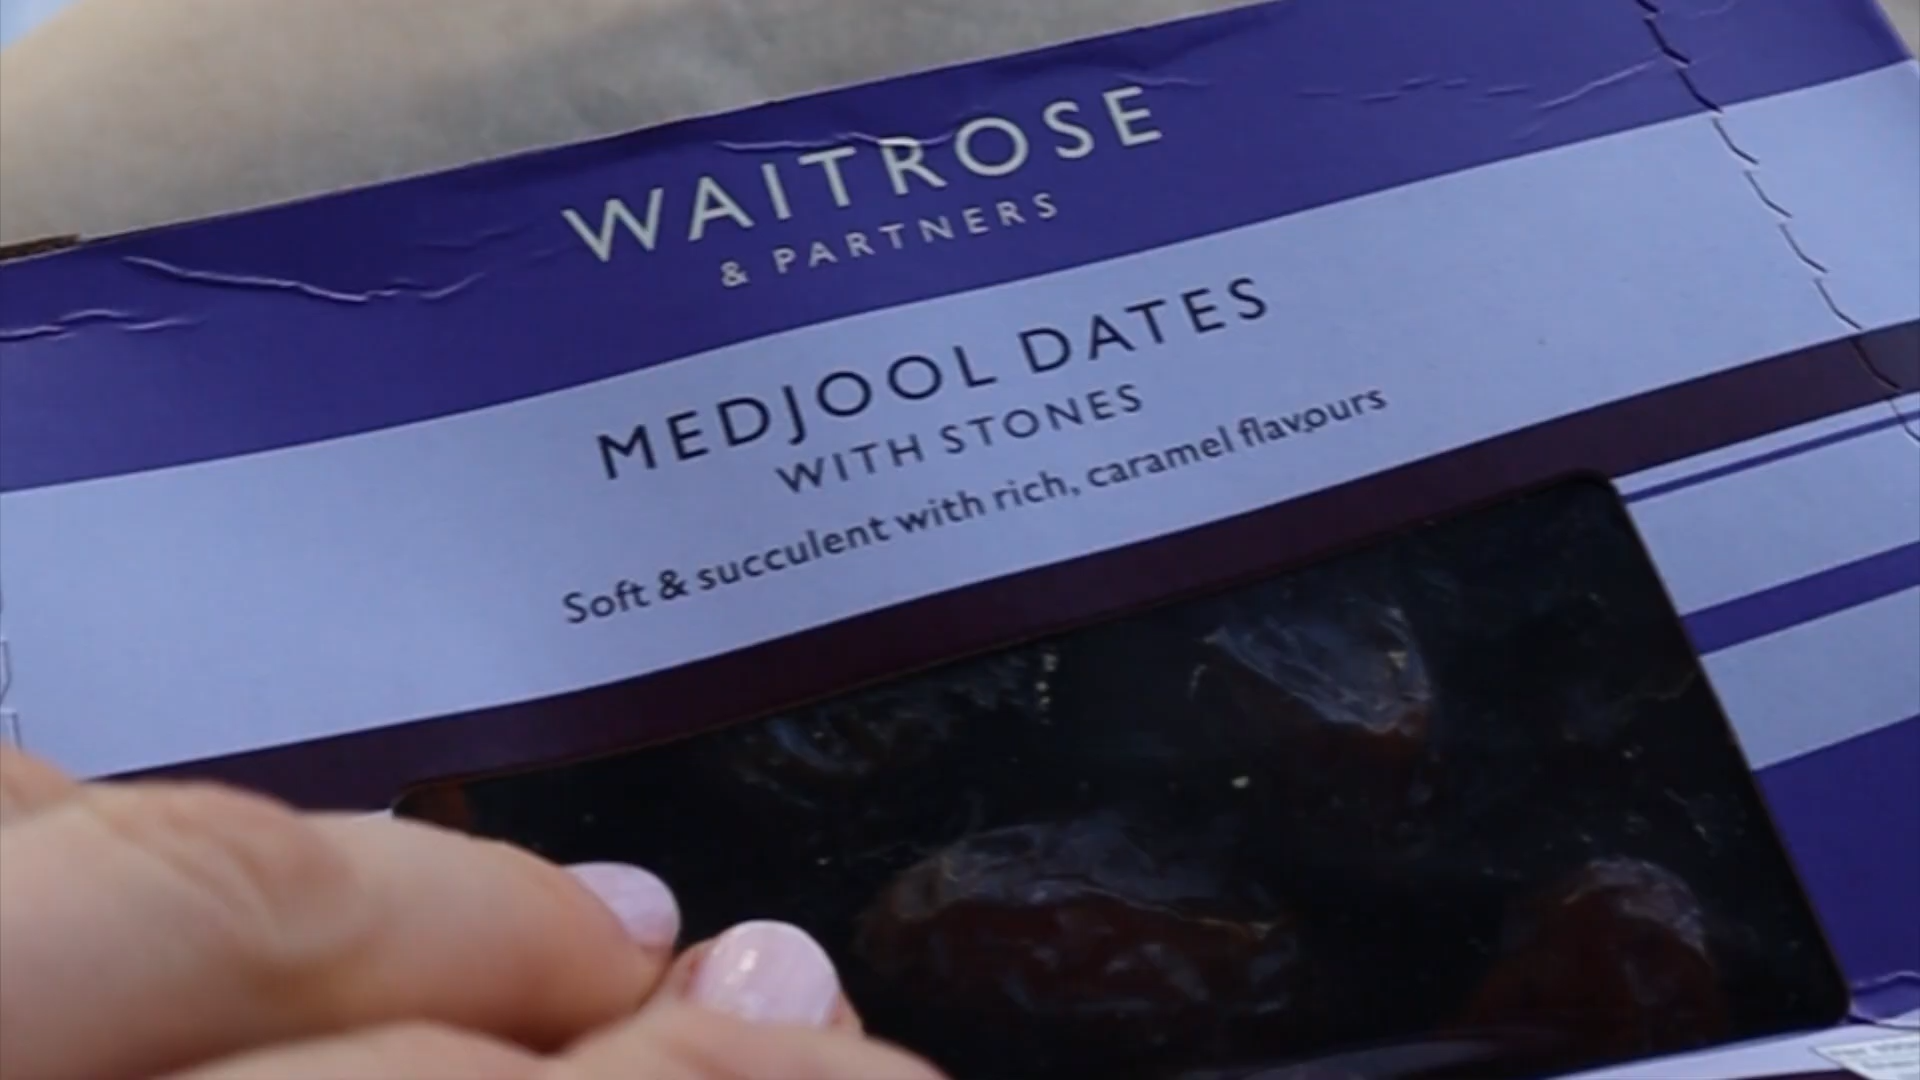 WAITROSE
& PARTNERS
MEDJOOL DATES
WITH STONES
Soft & succulent with rich, caramel flavours